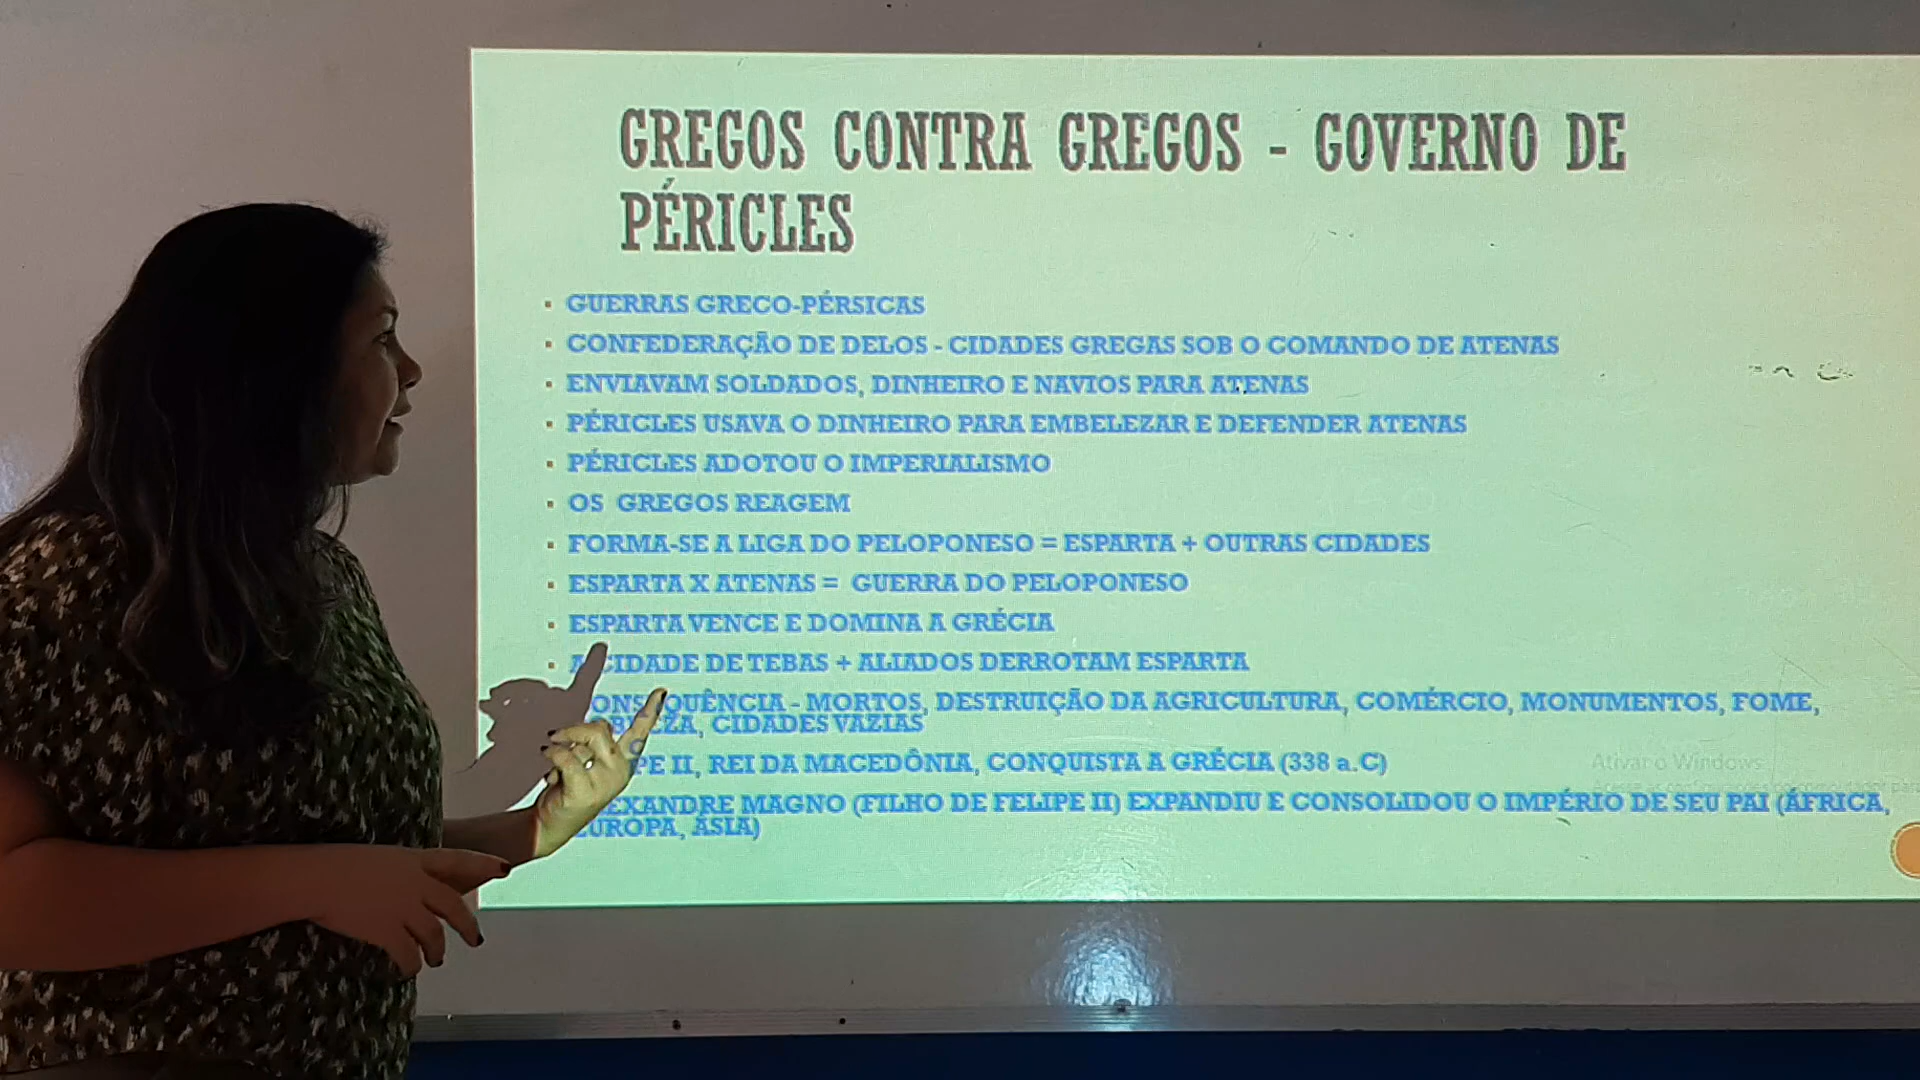 GREGOS CONTRA GREGOS - GOVERNO DE
PÉRICLES
GUERRAS GRECO-PÉRSICAS
CONFEDERAÇÃO DE DELOS - CIDADES GREGAS SOB O COMANDO DE ATENAS
ENVIAVAM SOLDADOS, DINHEIRO E NAVIOS PARA ATENAS
PÉRICLES USAVA O DINHEIRO PARA EMBELEZAR E DEFENDER ATENAS
PÉRICLES ADOTOU O IMPERIALISMO
OS GREGOS REAGEM
FORMA-SE A LIGA DO PELOPONESO = ESPARTA + OUTRAS CIDADES
ESPARTA X ATENAS = GUERRA DO PELOPONESO
ESPARTA VENCE E DOMINA A GRÉCIA
A CIDADE DE TEBAS + ALIADOS DERROTAM ESPARTA
- MORTOS, DESTRUIÇÃO DA AGRICULTURA, COMÉRCIO, MONUMENTOS, FOME,
CIDADES VAZIAS
II, REI DA MACEDÔNIA, CONQUISTA A GRÉCIA (338 a.C)
MAGNO (FILHO DE FELIPE II) EXPANDIU E CONSOLIDOU O IMPÉRIO DE SEU PAI (ÁFRICA,
EUROPA, ÁSIA)
Ativar o Windows